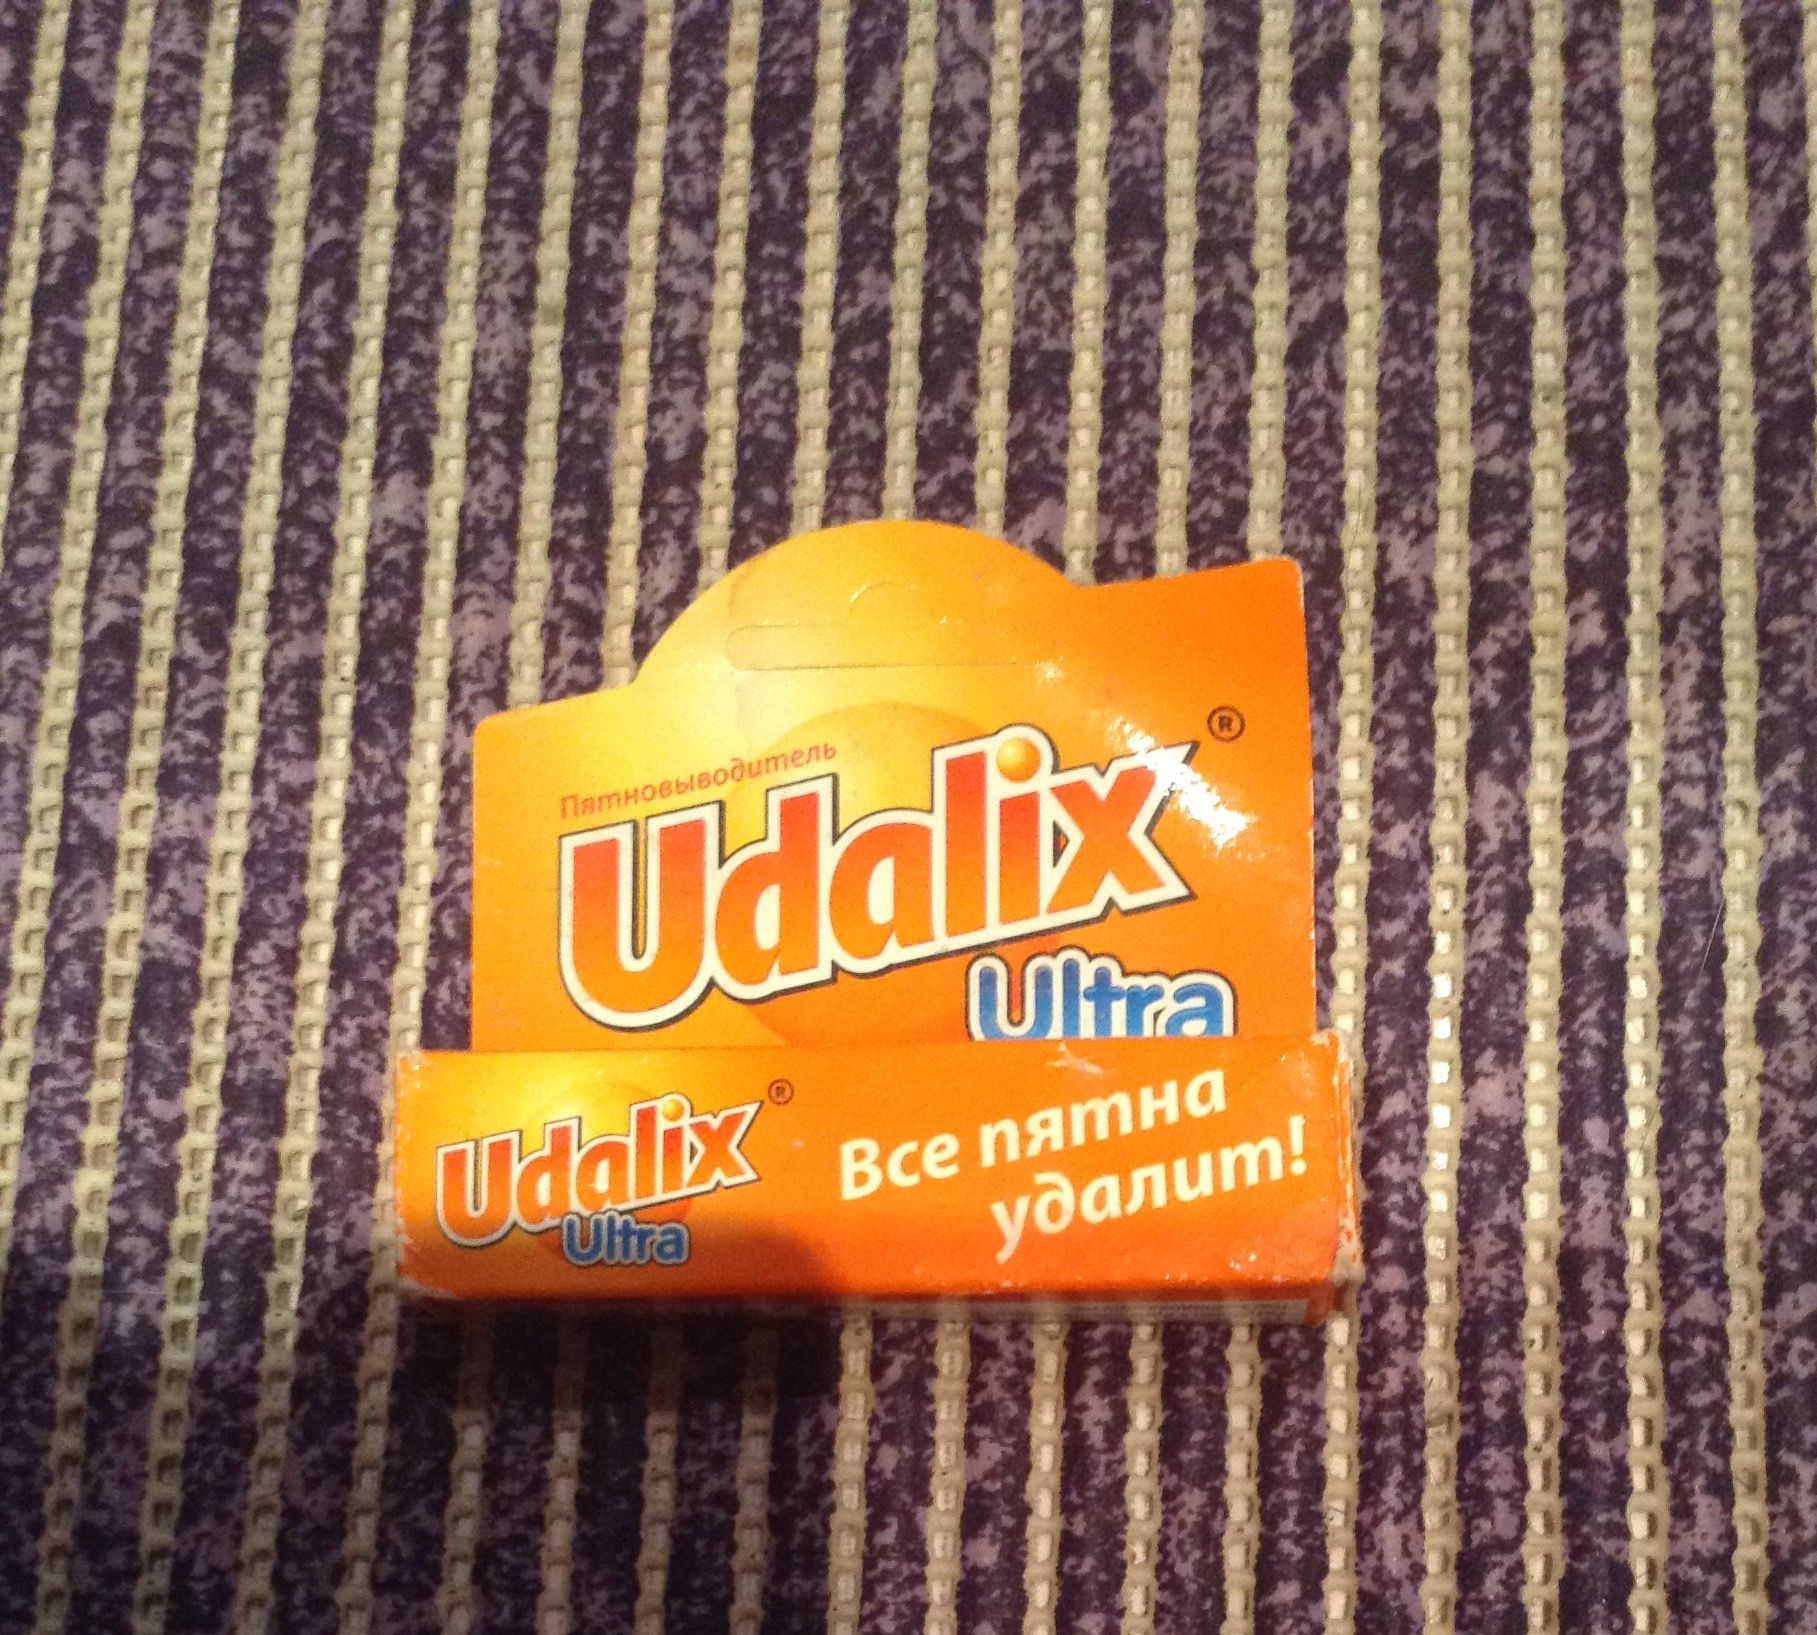 Пятновыводитель
Udalix ®
Ultra
Udalix ®
Ultra
Все пятна
удалит!